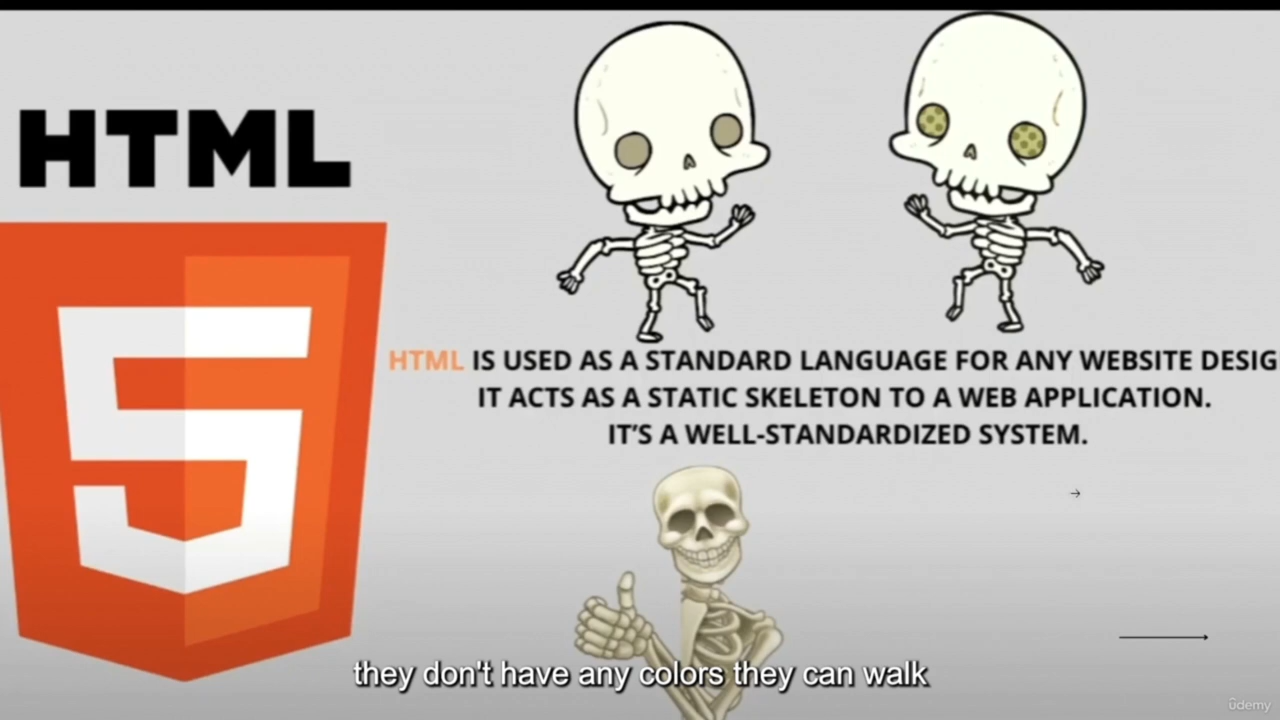 HTML
5
HTML IS USED AS A STANDARD LANGUAGE FOR ANY WEBSITE DESIG
IT ACTS AS A STATIC SKELETON TO A WEB APPLICATION.
IT'S A WELL-STANDARDIZED SYSTEM.
they don't have any colors they can walk
ûdemy